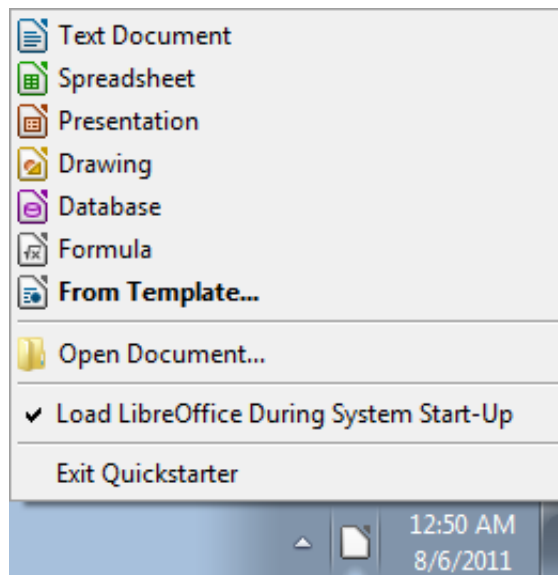 Text Document
Spreadsheet
Presentation
Drawing
Database
Formula
From Template...
Open Document...
Load LibreOffice During System Start-Up
Exit Quickstarter
12:50 AM
8/6/2011